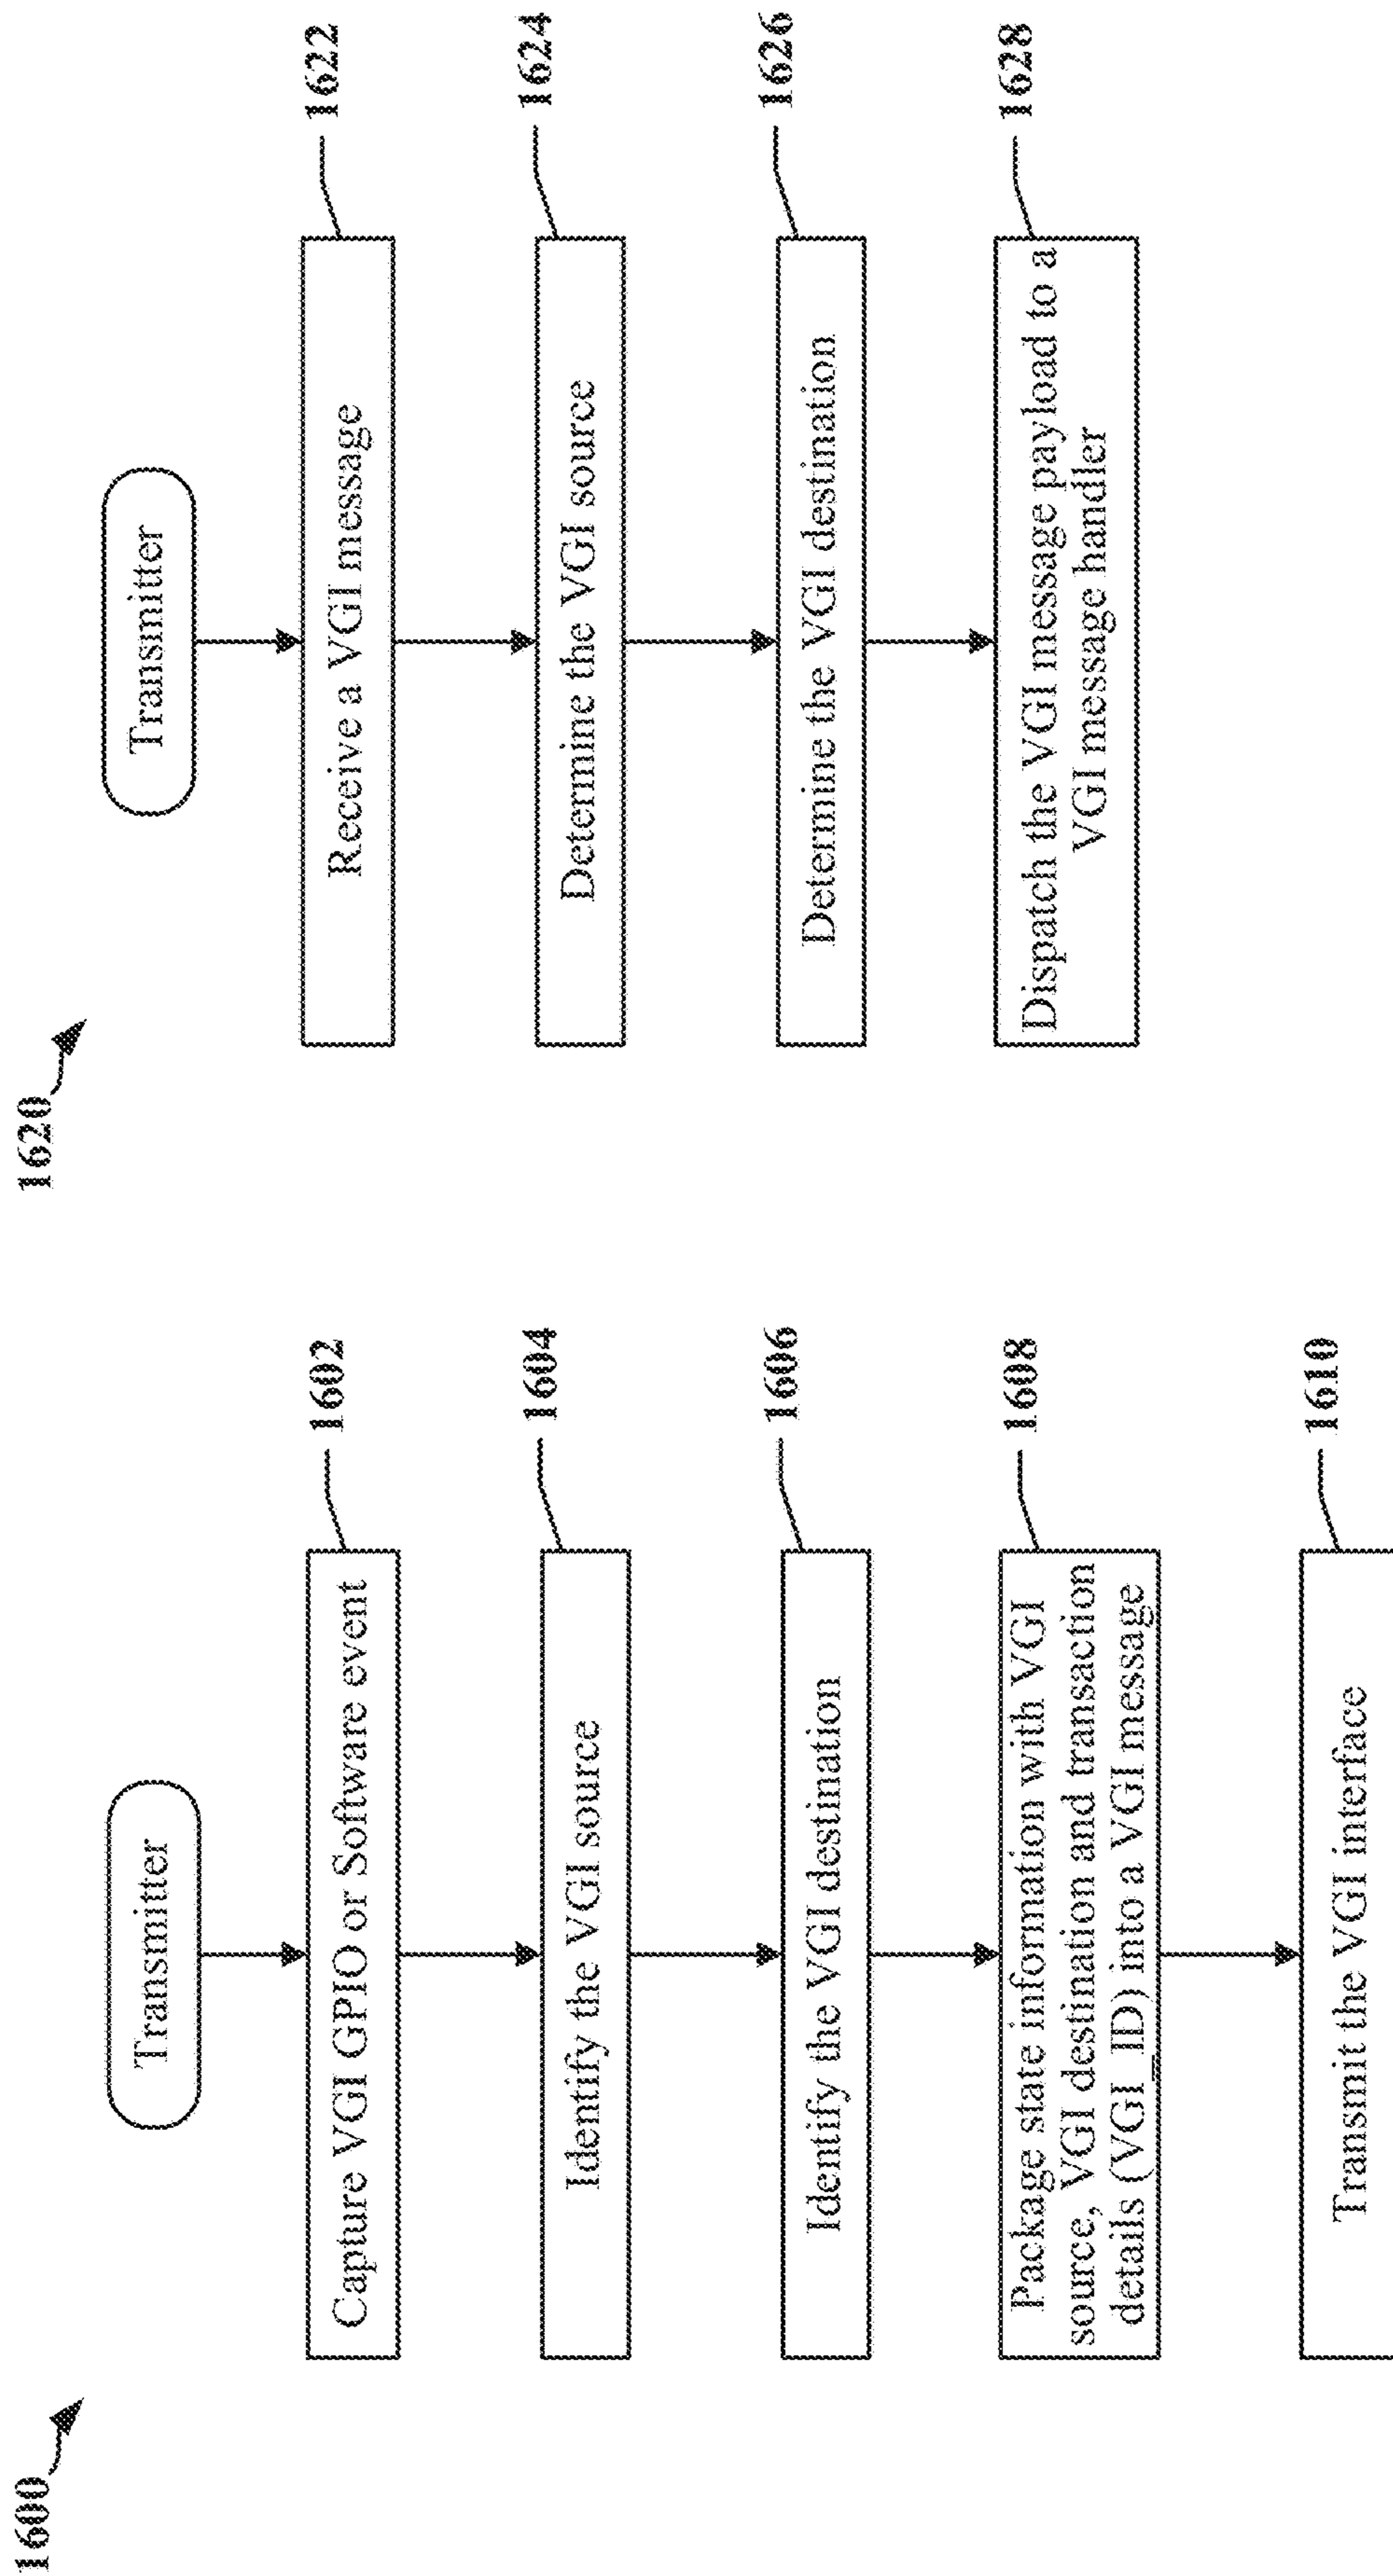 1600
Transmitter
Capture VGI GPIO or Software event
1602
Identify the VGI source
1604
Identify the VGI destination
1606
Package state information with VGI
source, VGI destination and transaction
details (VGI_ID) into a VGI message
1608
Transmit the VGI interface
1610
1620
Transmitter
Receive a VGI message
1622
Determine the VGI source
1624
Determine the VGI destination
1626
Dispatch the VGI message payload to a
VGI message handler
1628